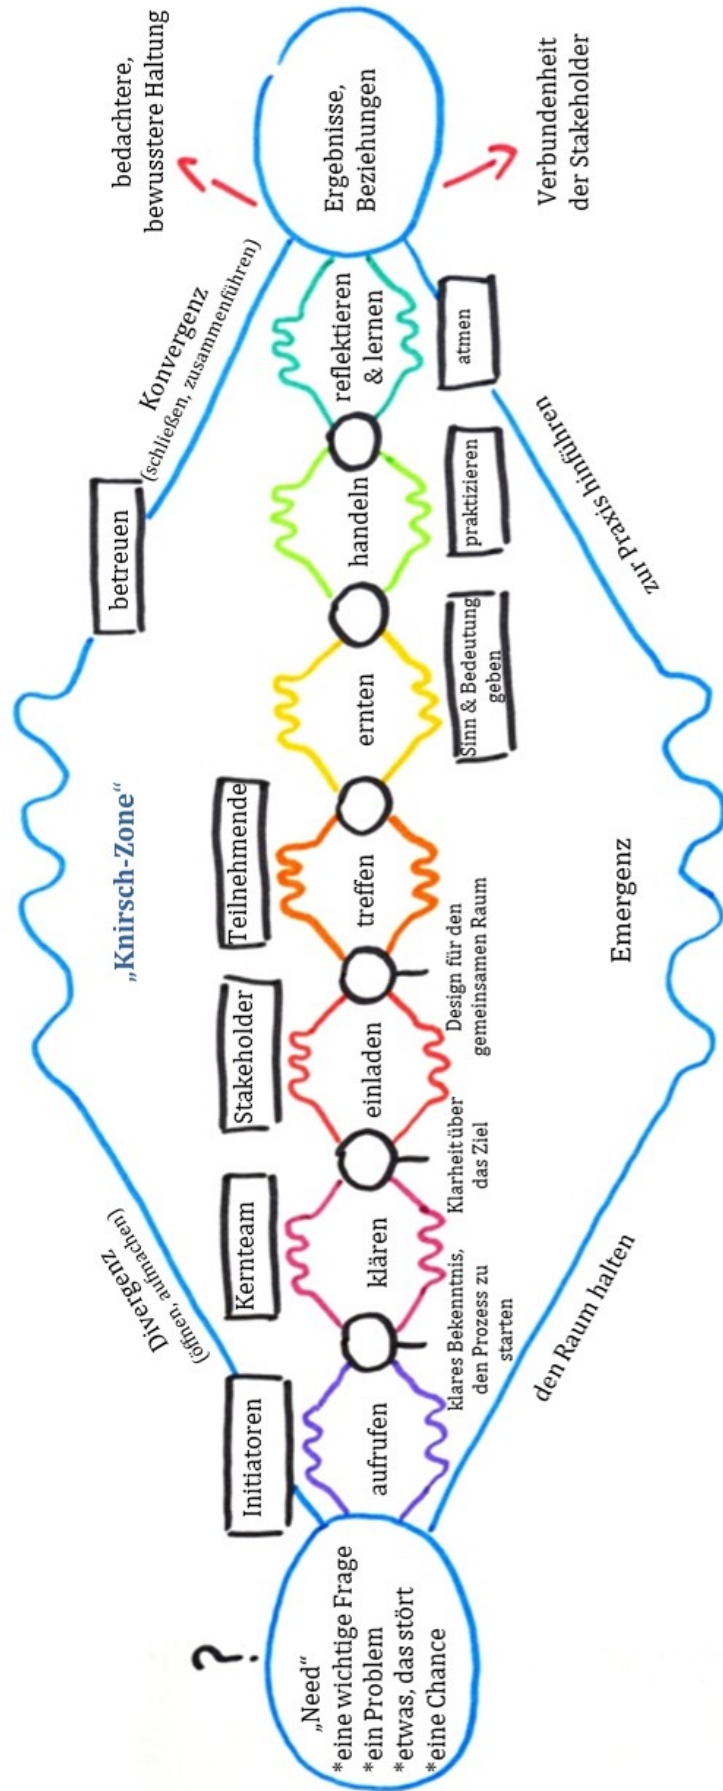 ?
„Need“
*eine wichtige Frage
*ein Problem
*etwas, das stört
*eine Chance
Initiatoren
Kernteam
Stakeholder
Teilnehmende
betreuen
Divergenz
(öffnen, aufmachen)
„Knirsch-Zone“
Konvergenz
(schließen, zusammenführen)
aufrufen
klären
einladen
treffen
ernten
handeln
reflektieren
& lernen
klares Bekenntnis,
den Prozess zu
starten
Klarheit über
das Ziel
Design für den
gemeinsamen Raum
Sinn & Bedeutung
geben
praktizieren
atmen
den Raum halten
Emergenz
zur Praxis hinführen
Ergebnisse,
Beziehungen
bedachtere,
bewusstere Haltung
Verbundenheit
der Stakeholder